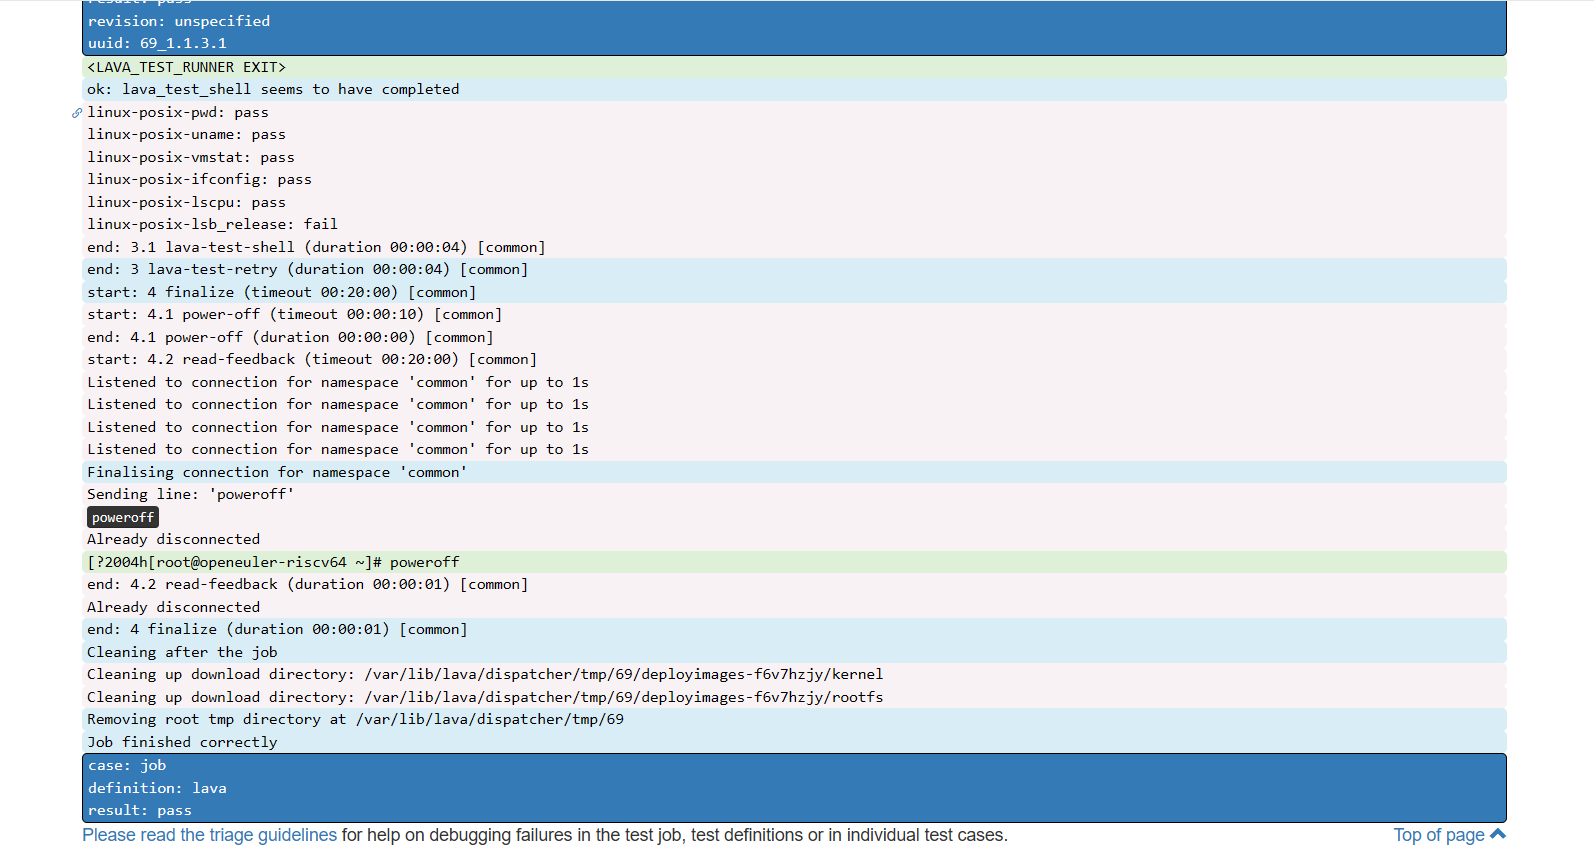 result: pass
revision: unspecified
uuid: 69_1.1.3.1
<LAVA_TEST_RUNNER EXIT>
ok: lava_test_shell seems to have completed
linux-posix-pwd: pass
linux-posix-uname: pass
linux-posix-vmstat: pass
linux-posix-ifconfig: pass
linux-posix-lscpu: pass
linux-posix-lsb_release: fail
end: 3.1 lava-test-shell (duration 00:00:04) [common]
end: 3 lava-test-retry (duration 00:00:04) [common]
start: 4 finalize (timeout 00:20:00) [common]
start: 4.1 power-off (timeout 00:00:10) [common]
end: 4.1 power-off (duration 00:00:00) [common]
start: 4.2 read-feedback (timeout 00:20:00) [common]
Listened to connection for namespace 'common' for up to 1s
Listened to connection for namespace 'common' for up to 1s
Listened to connection for namespace 'common' for up to 1s
Listened to connection for namespace 'common' for up to 1s
Finalising connection for namespace 'common'
Sending line: 'poweroff'
poweroff
Already disconnected
[?2004h[root@openeuler-riscv64 ~]# poweroff
end: 4.2 read-feedback (duration 00:00:01) [common]
Already disconnected
end: 4 finalize (duration 00:00:01) [common]
Cleaning after the job
Cleaning up download directory: /var/lib/lava/dispatcher/tmp/69/deployimages-f6v7hzjy/kernel
Cleaning up download directory: /var/lib/lava/dispatcher/tmp/69/deployimages-f6v7hzjy/rootfs
Removing root tmp directory at /var/lib/lava/dispatcher/tmp/69
Job finished correctly
case: job
definition: lava
result: pass
Please read the triage guidelines for help on debugging failures in the test job, test definitions or in individual test cases.
Top of page